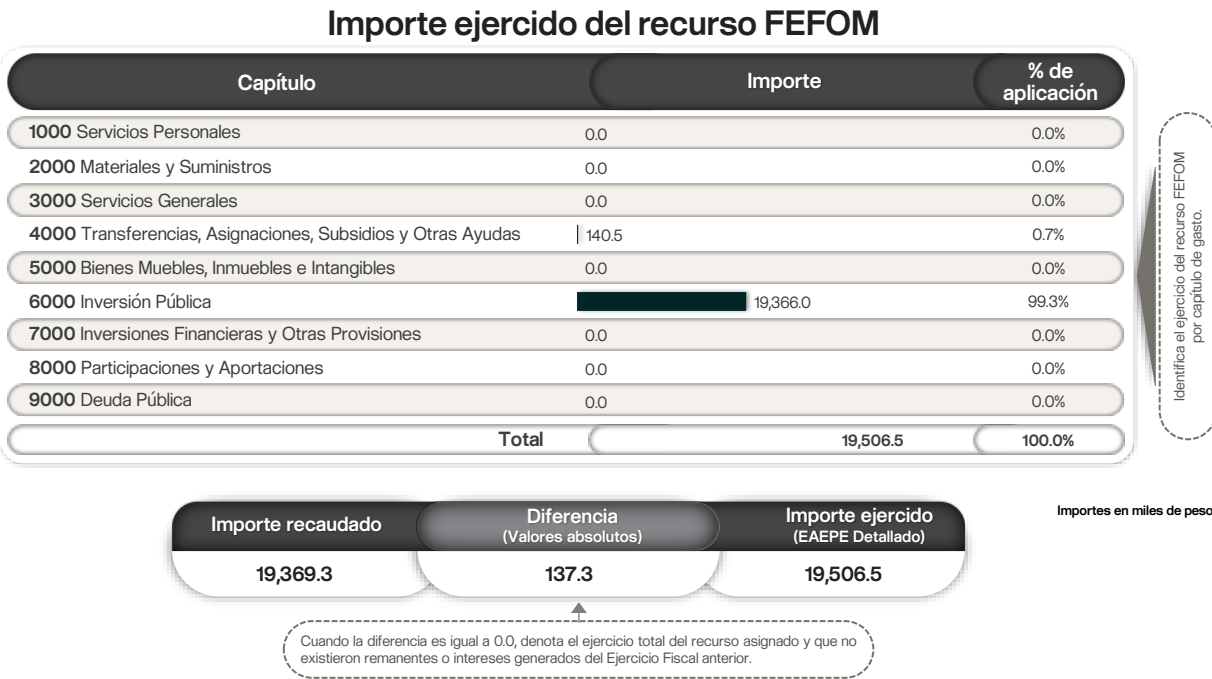 Importe ejercido del recurso FEFOM
Capítulo Importe % de aplicación
1000 Servicios Personales 0.0 0.0%
2000 Materiales y Suministros 0.0 0.0%
3000 Servicios Generales 0.0 0.0%
4000 Transferencias, Asignaciones, Subsidios y Otras Ayudas 140.5 0.7%
5000 Bienes Muebles, Inmuebles e Intangibles 0.0 0.0%
6000 Inversión Pública 19,366.0 99.3%
7000 Inversiones Financieras y Otras Provisiones 0.0 0.0%
8000 Participaciones y Aportaciones 0.0 0.0%
9000 Deuda Pública 0.0 0.0%
Total 19,506.5 100.0%
Identifica el ejercicio del recurso FEFOM
por capítulo de gasto.
Importe recaudado Diferencia (Valores absolutos) Importe ejercido (EAEPE Detallado)
19,369.3 137.3 19,506.5
Importes en miles de peso
Cuando la diferencia es igual a 0.0, denota el ejercicio total del recurso asignado y que no
existieron remanentes o intereses generados del Ejercicio Fiscal anterior.